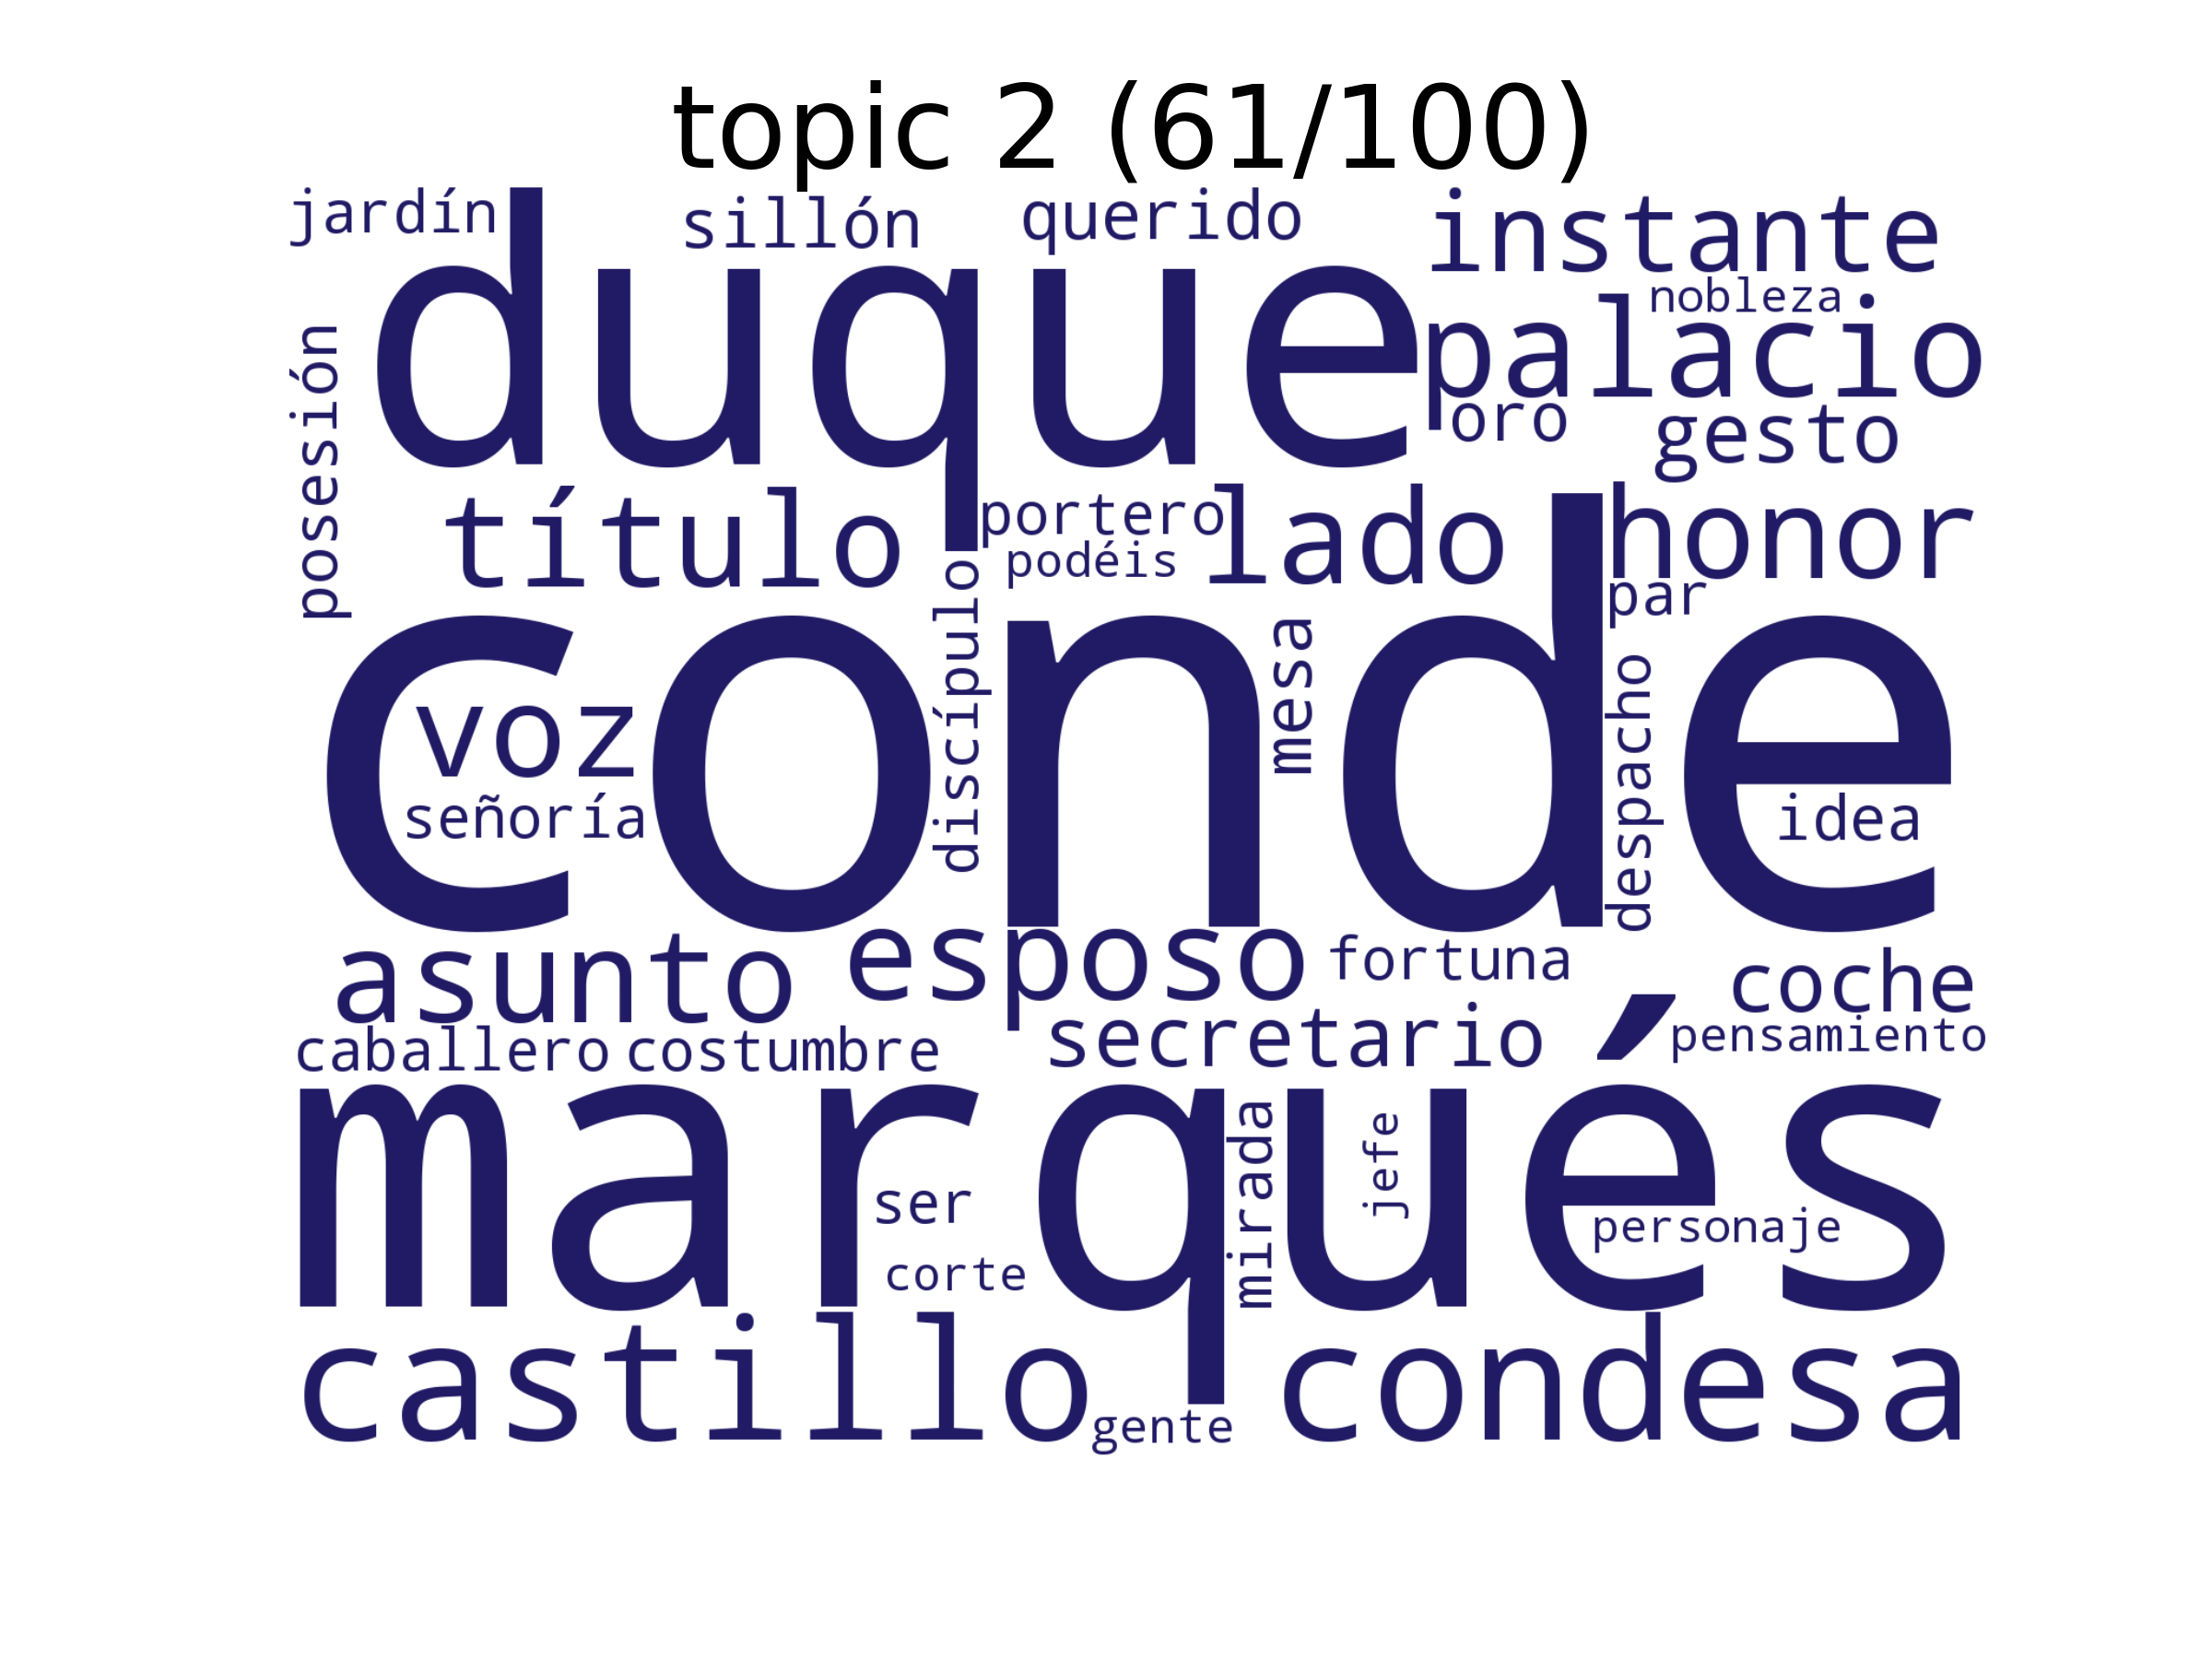 topic 2 (61/100)
jardín sillón querido instante
duque nobleza
posesión palacio
oro gesto
título portero lado honor
podéis par
conde
discípulo mesa despacho
voz
señoría idea
asunto esposo fortuna coche
caballero costumbre secretario pensamiento
marqués
mirada jefe
ser personaje
corte
castillo condesa
gente